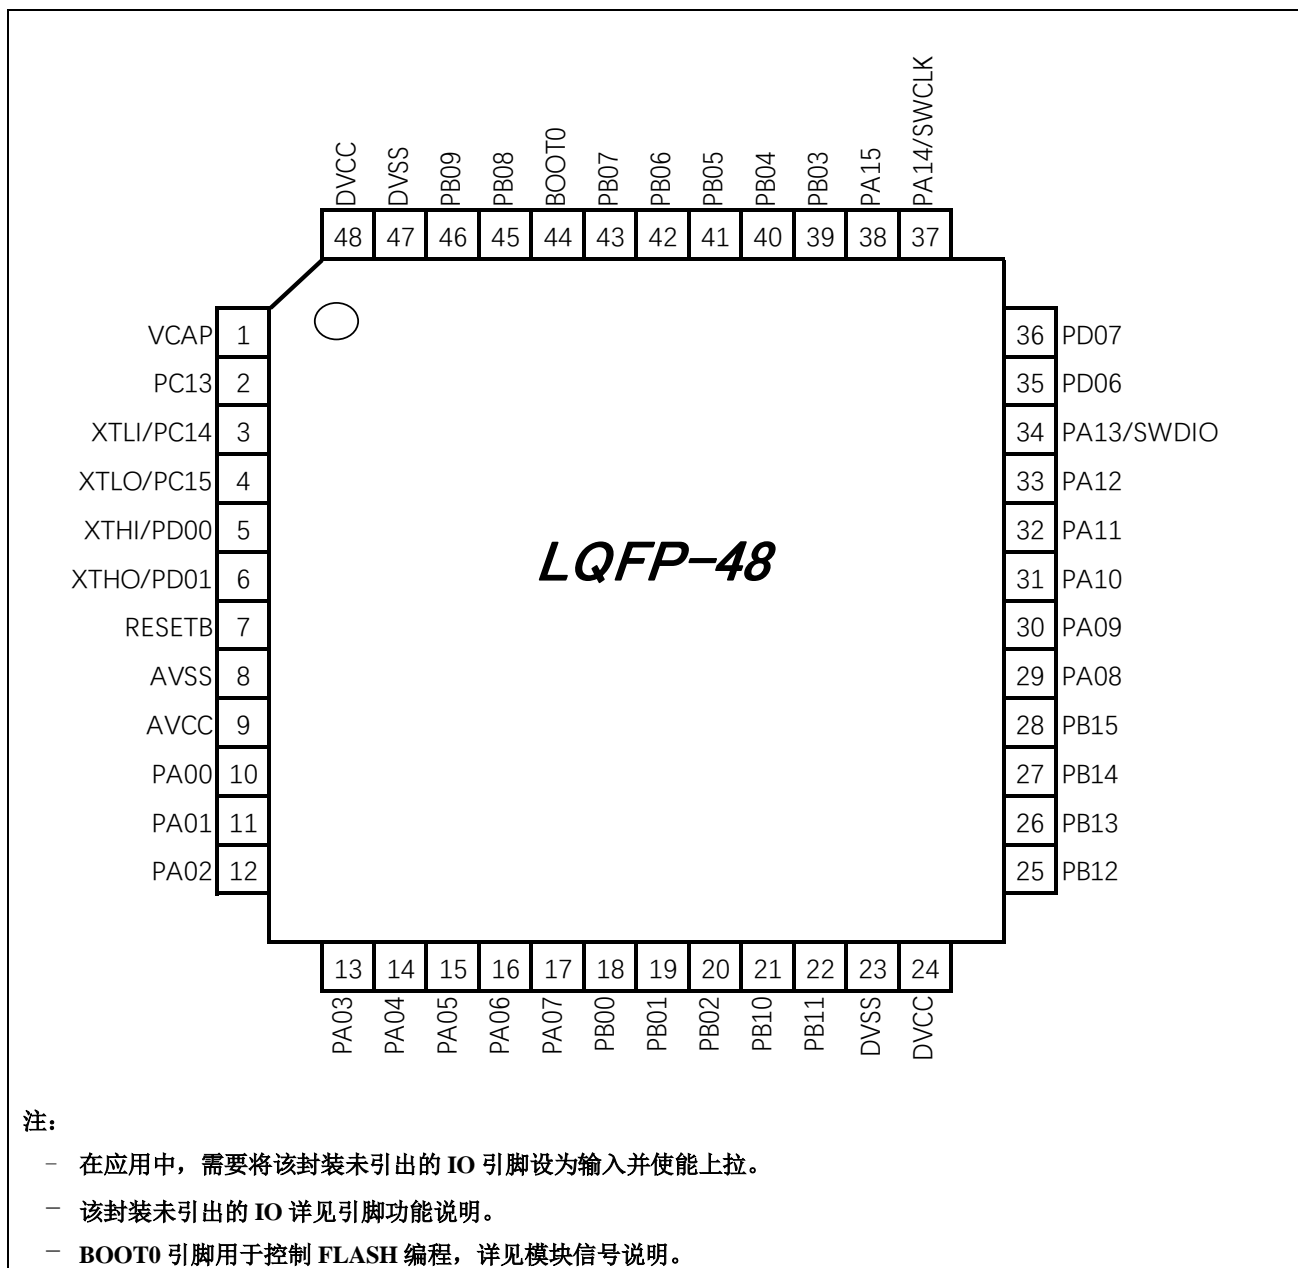 DVCC
DVSS
PB09
PB08
BOOT0
PB07
PB06
PB05
PB04
PB03
PA15
PA14/SWCLK
48 47 46 45 44 43 42 41 40 39 38 37
VCAP 1
PC13 2
XTLI/PC14 3
XTLO/PC15 4
XTHI/PD00 5
XTHO/PD01 6
RESETB 7
AVSS 8
AVCC 9
PA00 10
PA01 11
PA02 12
LQFP-48
36 PD07
35 PD06
34 PA13/SWDIO
33 PA12
32 PA11
31 PA10
30 PA09
29 PA08
28 PB15
27 PB14
26 PB13
25 PB12
13 14 15 16 17 18 19 20 21 22 23 24
PA03
PA04
PA05
PA06
PA07
PB00
PB01
PB02
PB10
PB11
DVSS
DVCC
注：
– 在应用中，需要将该封装未引出的 IO 引脚设为输入并使能上拉。
– 该封装未引出的 IO 详见引脚功能说明。
– BOOT0 引脚用于控制 FLASH 编程，详见模块信号说明。